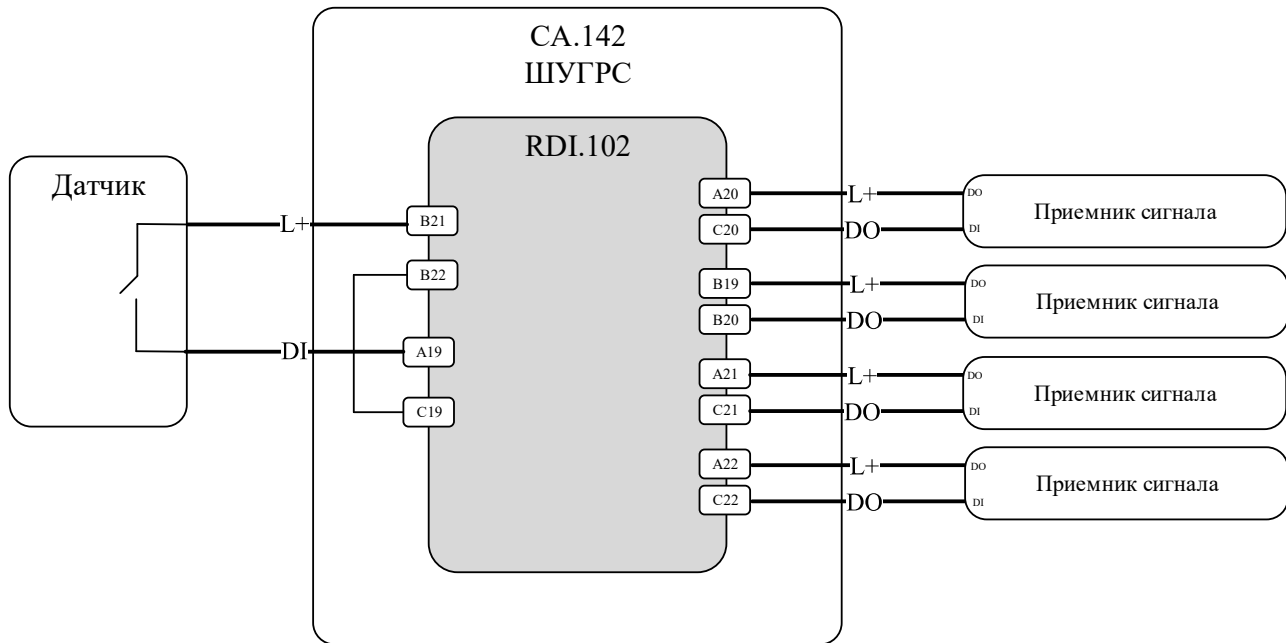 СА.142
ШУГРС
RDI.102
Датчик
L+
DI
B21
B22
A19
C19
A20
C20
B19
B20
A21
C21
A22
C22
L+
DO
L+
DO
L+
DO
L+
DO
DO
Приемник сигнала
DI
DO
Приемник сигнала
DI
DO
Приемник сигнала
DI
DO
Приемник сигнала
DI